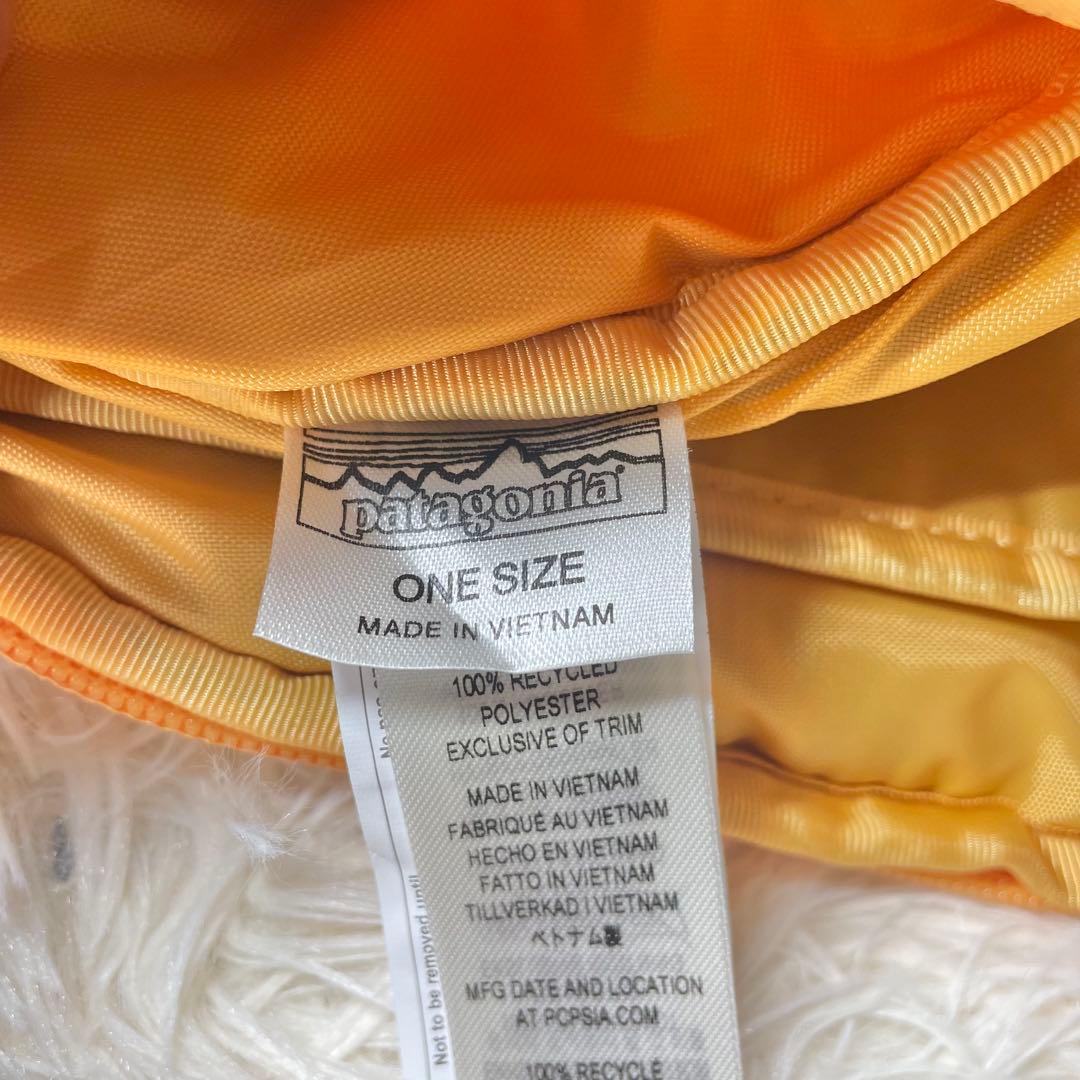 patagonia
ONE SIZE
MADE IN VIETNAM
100% RECYCLED
POLYESTER
EXCLUSIVE OF TRIM
MADE IN VIETNAM
FABRIQUÉ AU VIETNAM
HECHO EN VIETNAM
FATTO IN VIETNAM
TILLVERKAD I VIETNAM
ベトナム製
MFG DATE AND LOCATION
AT PCPSIA.COM
100% RECYCLÉ
Not to be removed until